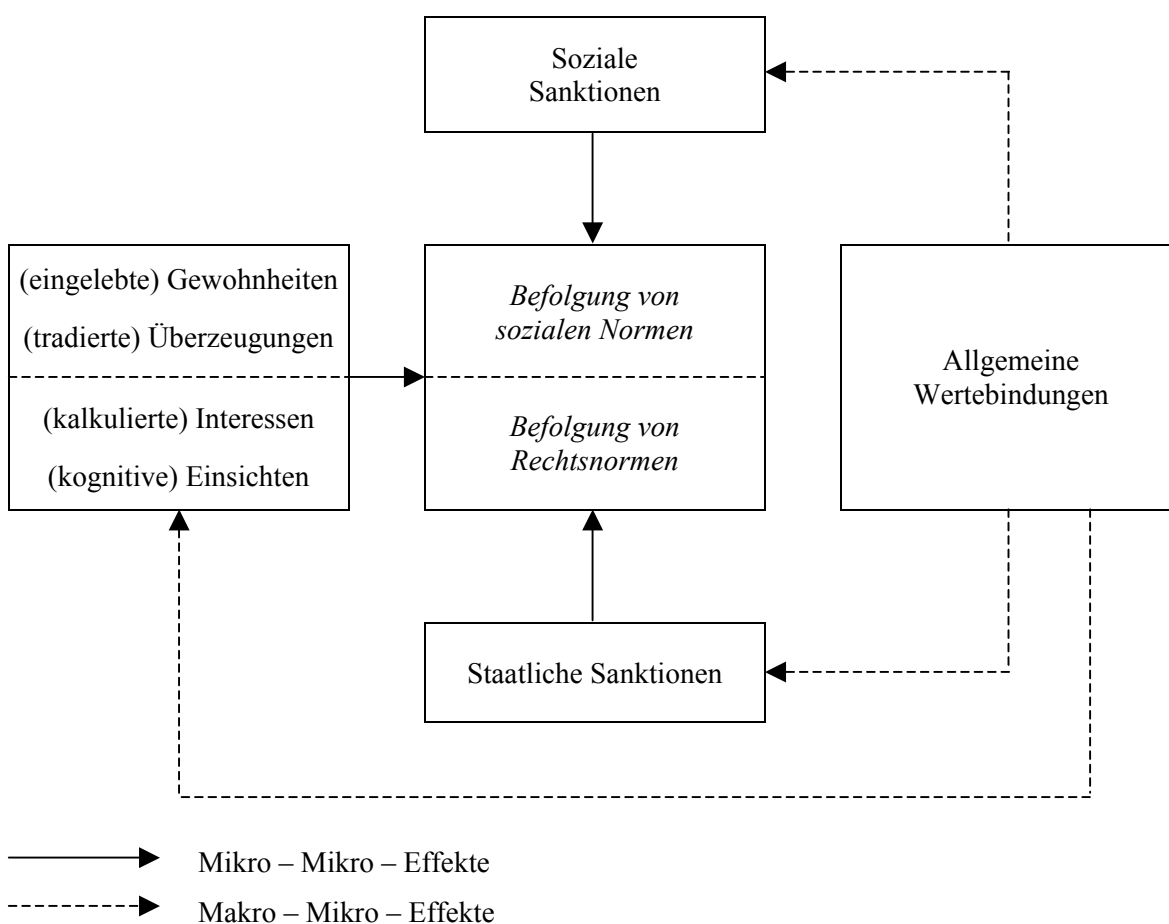 Soziale
Sanktionen
(eingelebte) Gewohnheiten
(tradierte) Überzeugungen
(kalkulierte) Interessen
(kognitive) Einsichten
Befolgung von
sozialen Normen
Befolgung von
Rechtsnormen
Allgemeine
Wertebindungen
Staatliche Sanktionen
Mikro – Mikro – Effekte
Makro – Mikro – Effekte